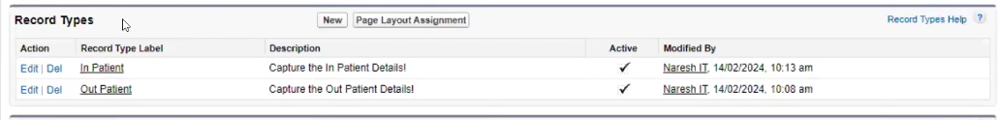 Record Types New Page Layout Assignment Record Types Help ?
Action Record Type Label Description Active Modified By
Edit | Del In Patient Capture the In Patient Details! ✓ Naresh IT, 14/02/2024, 10:13 am
Edit | Del Out Patient Capture the Out Patient Details! ✓ Naresh IT, 14/02/2024, 10:08 am